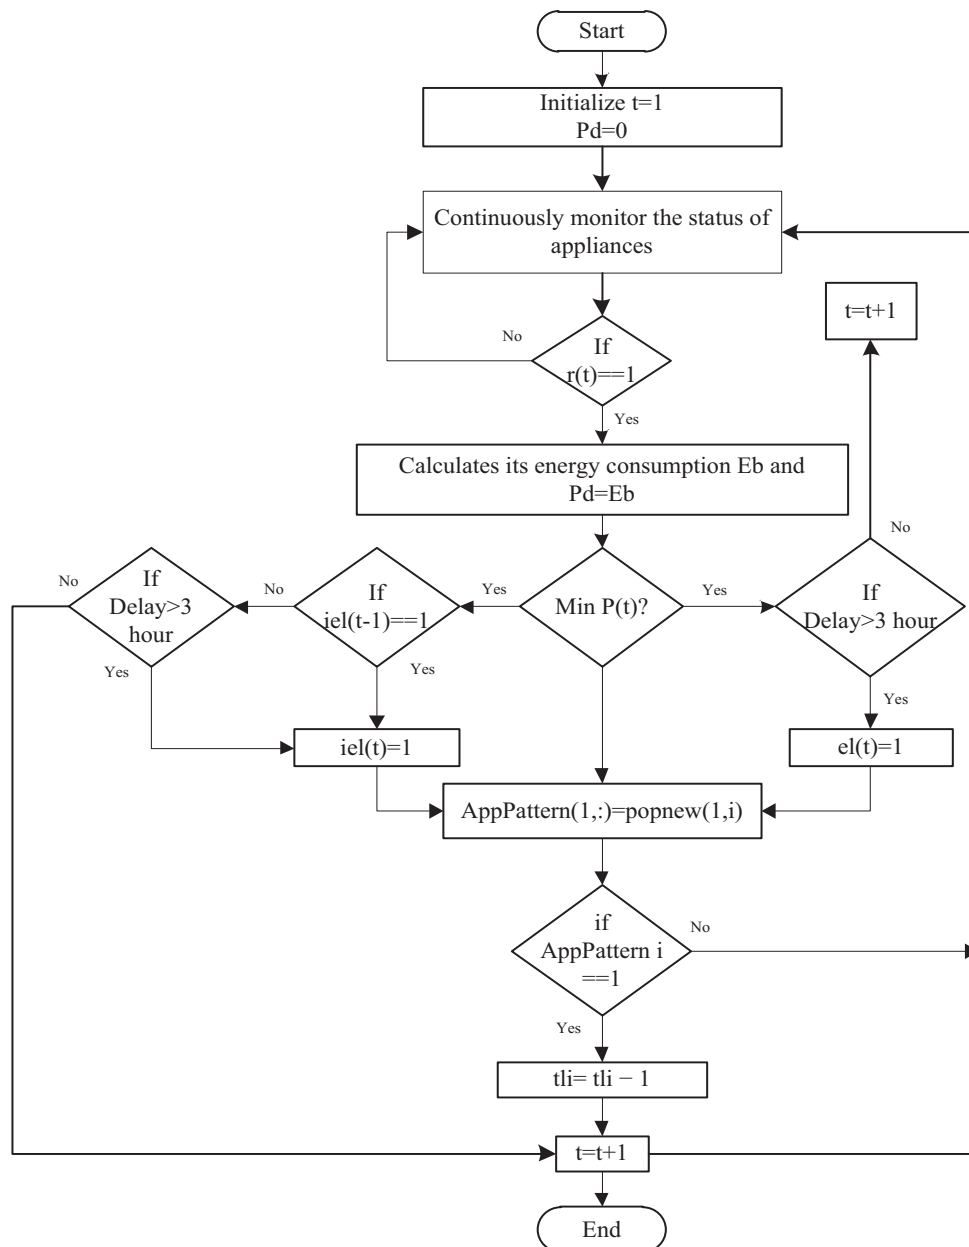 Start
Initialize t=1
Pd=0
Continuously monitor the status of
appliances
t=t+1
No
If
r(t)==1
Yes
Calculates its energy consumption Eb and
Pd=Eb
No
No
If
Delay>3
hour
No
If
iel(t-1)==1
Yes
Min P(t)?
Yes
If
Delay>3 hour
Yes
Yes
Yes
iel(t)=1
el(t)=1
AppPattern(1,:)=popnew(1,i)
if
AppPattern i
==1
No
Yes
tli= tli − 1
t=t+1
End